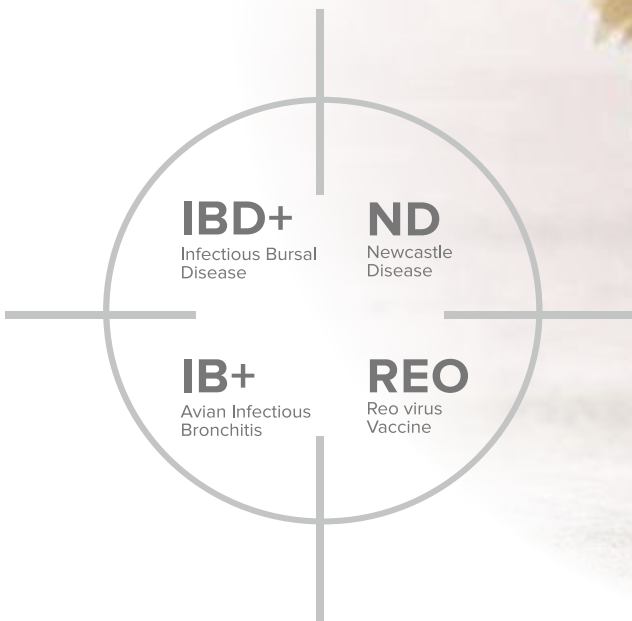 IBD+
Infectious Bursal
Disease
ND
Newcastle
Disease
IB+
Avian Infectious
Bronchitis
REO
Reo virus
Vaccine